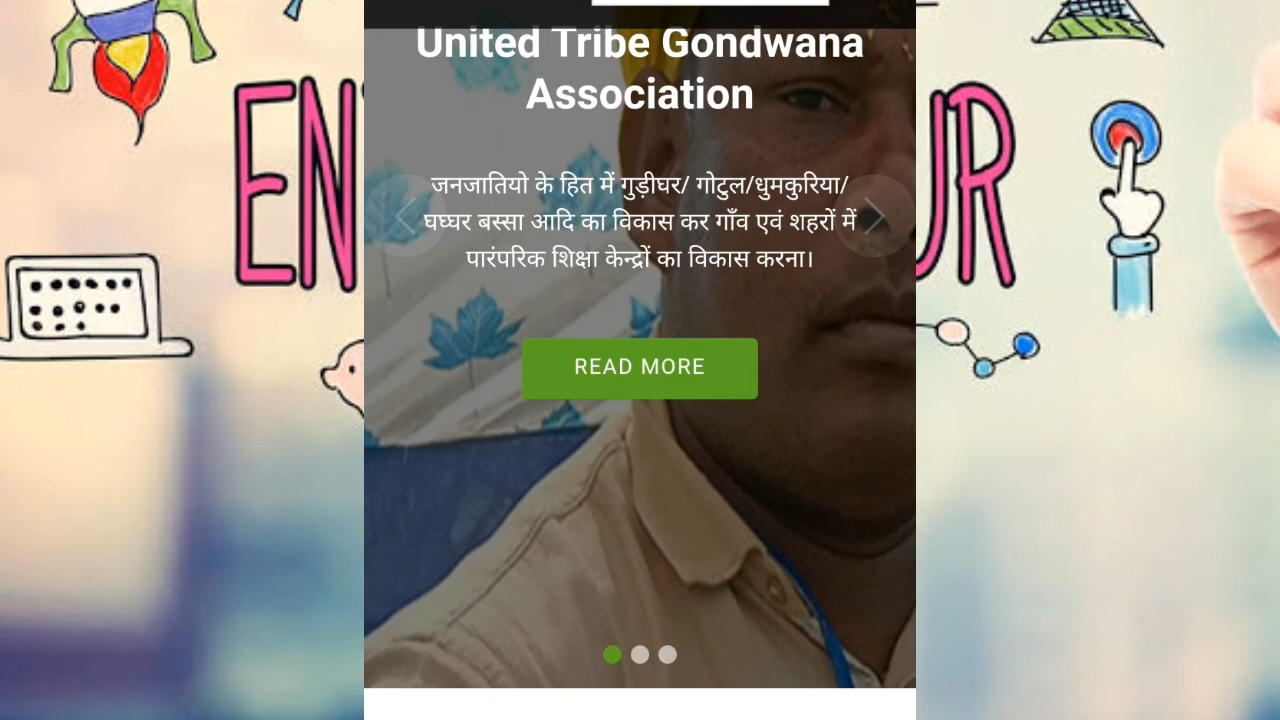 United Tribe Gondwana
Association
जनजातियो के हित में गुड़ीघर/ गोटुल/धुमकुरिया/
घघ्घर बस्सा आदि का विकास कर गाँव एवं शहरों में
पारंपरिक शिक्षा केन्द्रों का विकास करना।
READ MORE